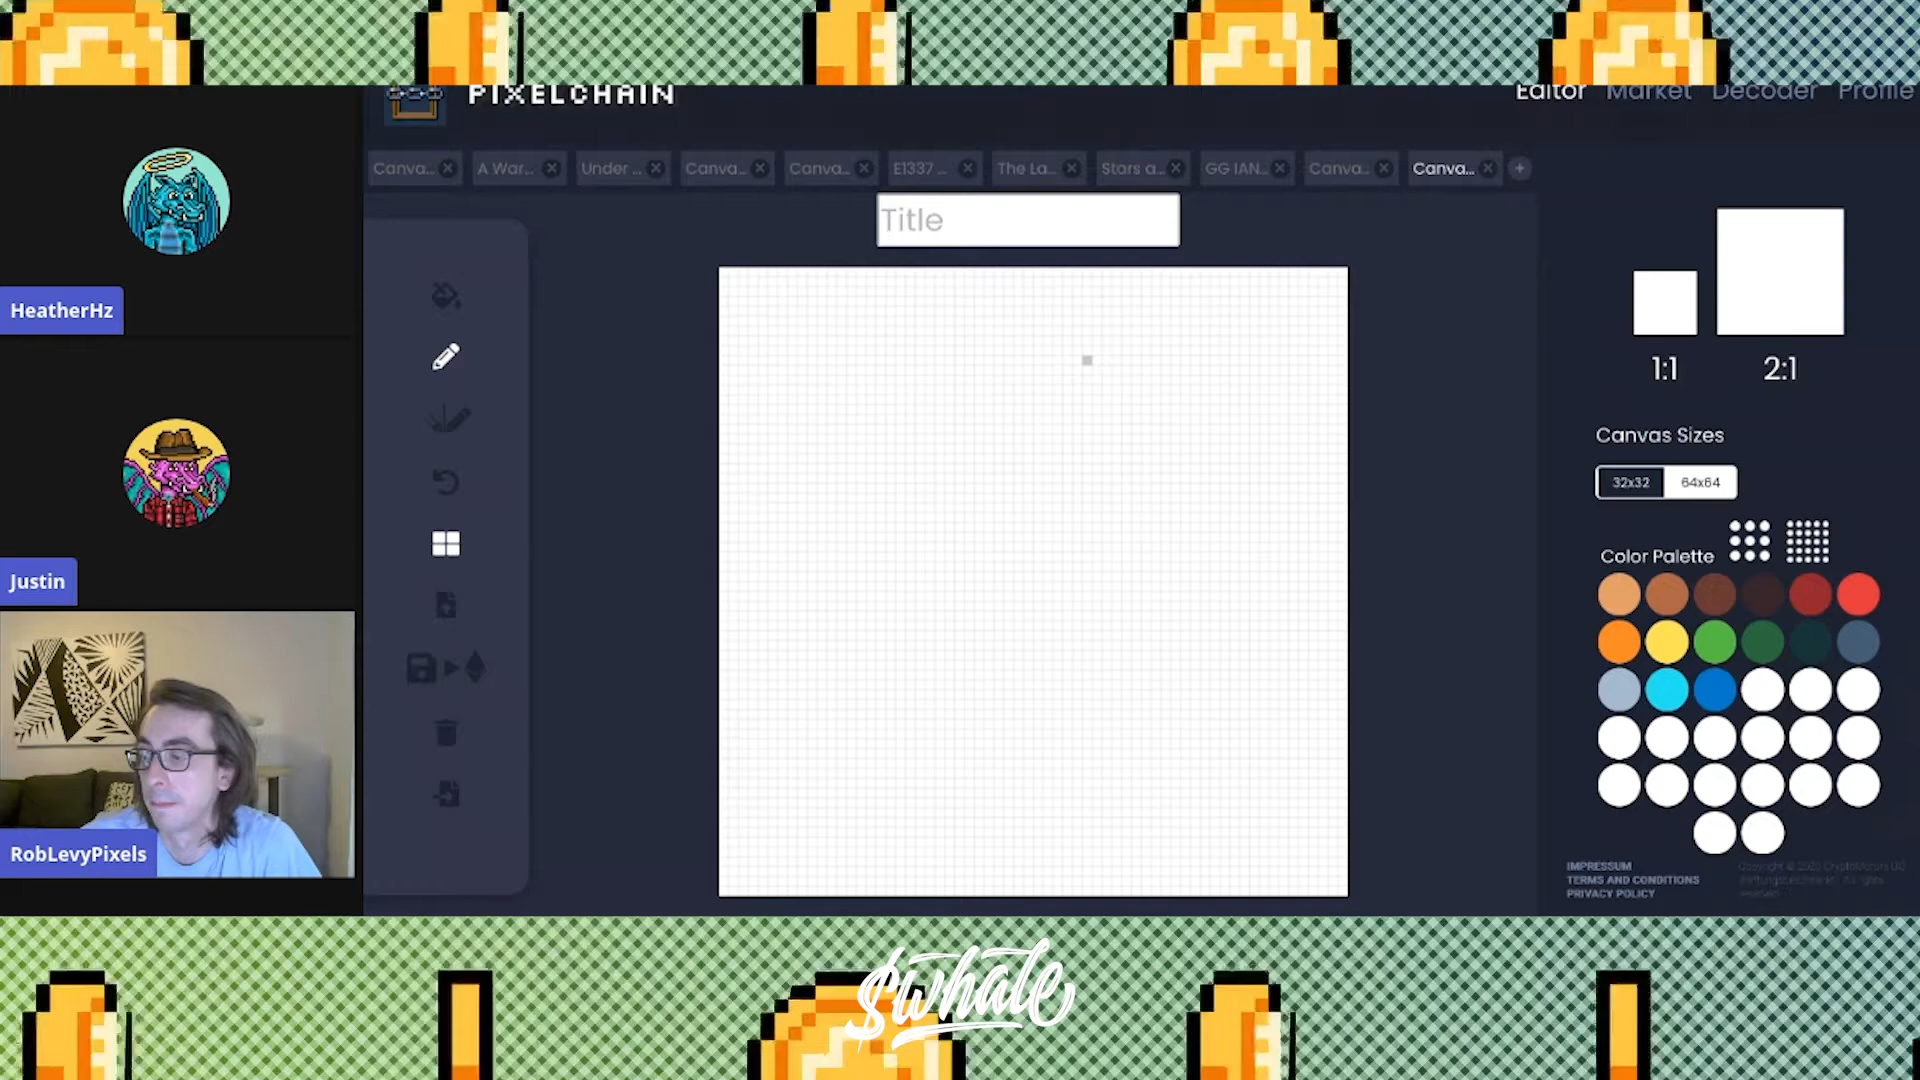 PIXELCHAIN
Editor Market Decoder Profile
Canva... A War... Under ... Canva... Canva... E1337 ... The La... Stars a... GG IAN... Canva... Canva... +
Title
HeatherHz
Justin
RobLevyPixels
1:1 2:1
Canvas Sizes
32x32 64x64
Color Palette
IMPRESSUM
TERMS AND CONDITIONS
PRIVACY POLICY
$whale